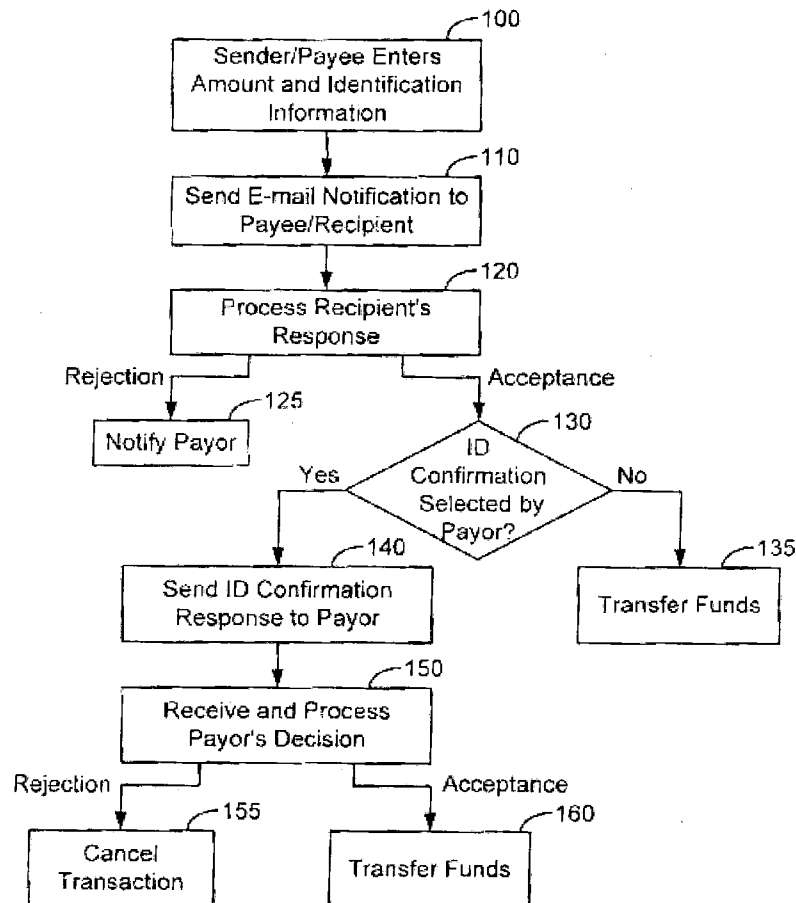 100
Sender/Payee Enters
Amount and Identification
Information
110
Send E-mail Notification to
Payee/Recipient
120
Process Recipient's
Response
Rejection
Acceptance
125
Notify Payor
130
ID
Confirmation
Selected by
Payor?
Yes
No
140
Send ID Confirmation
Response to Payor
135
Transfer Funds
150
Receive and Process
Payor's Decision
Rejection
Acceptance
155
Cancel
Transaction
160
Transfer Funds